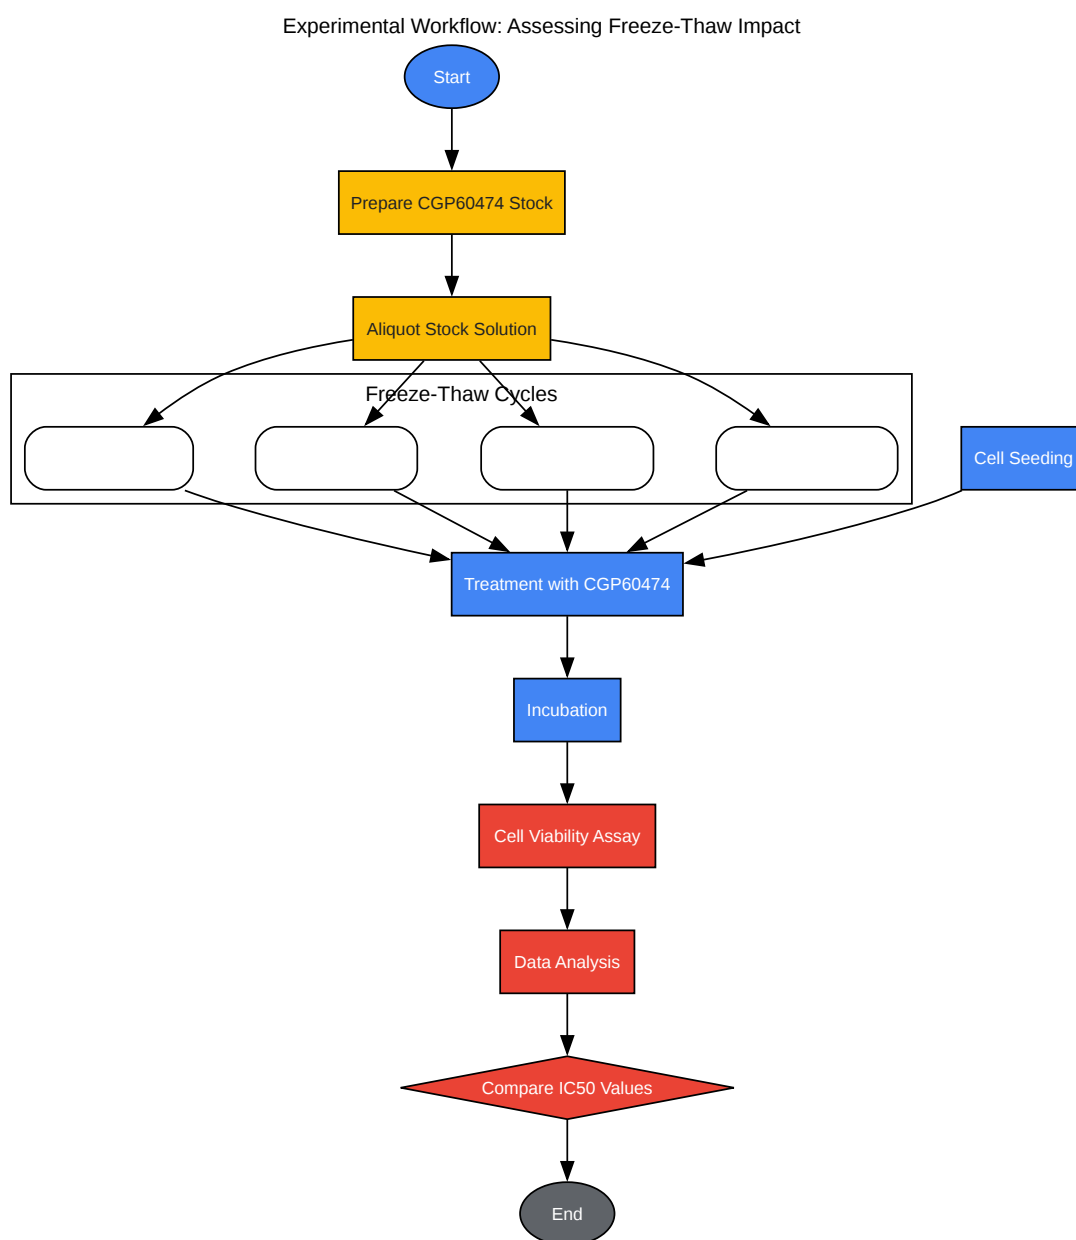 Experimental Workflow: Assessing Freeze-Thaw Impact
Start
Prepare CGP60474 Stock
Aliquot Stock Solution
Freeze-Thaw Cycles
Cell Seeding
Treatment with CGP60474
Incubation
Cell Viability Assay
Data Analysis
Compare IC50 Values
End